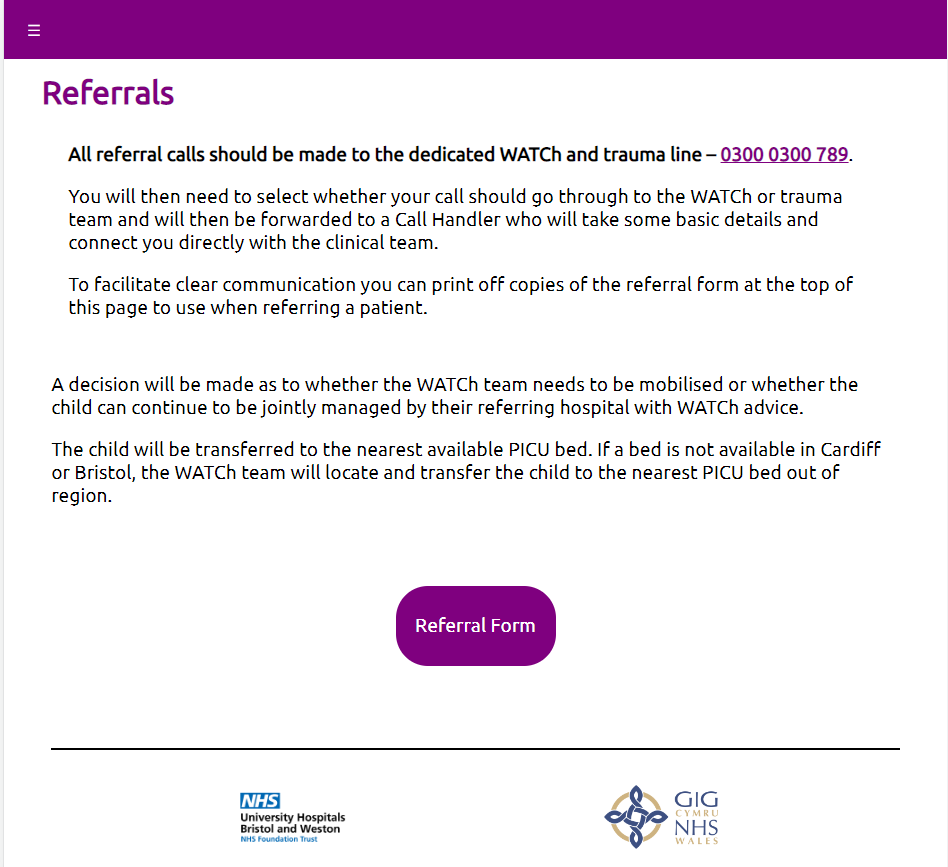 ☰
Referrals
All referral calls should be made to the dedicated WATCh and trauma line – 0300 0300 789.
You will then need to select whether your call should go through to the WATCh or trauma
team and will then be forwarded to a Call Handler who will take some basic details and
connect you directly with the clinical team.
To facilitate clear communication you can print off copies of the referral form at the top of
this page to use when referring a patient.
A decision will be made as to whether the WATCh team needs to be mobilised or whether the
child can continue to be jointly managed by their referring hospital with WATCh advice.
The child will be transferred to the nearest available PICU bed. If a bed is not available in Cardiff
or Bristol, the WATCh team will locate and transfer the child to the nearest PICU bed out of
region.
Referral Form
NHS
University Hospitals
Bristol and Weston
NHS Foundation Trust
GIG
CYMRU
NHS
WALES